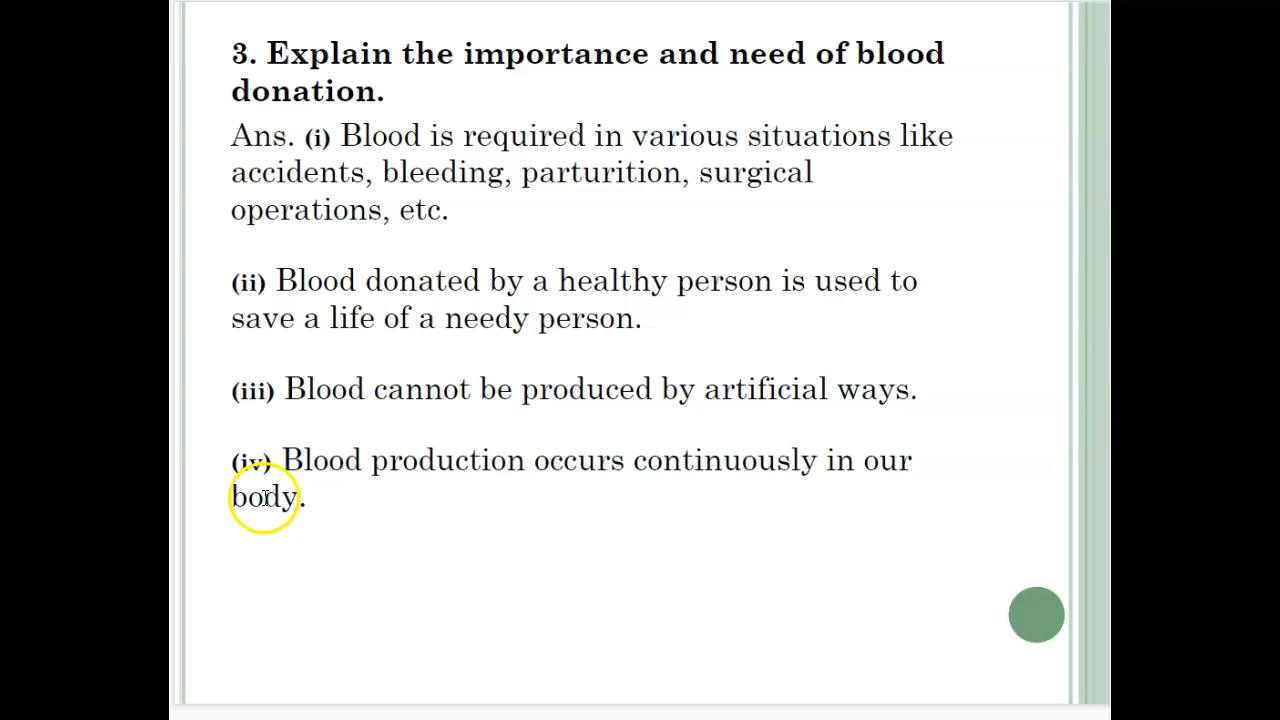 3. Explain the importance and need of blood
donation.
Ans. (i) Blood is required in various situations like
accidents, bleeding, parturition, surgical
operations, etc.
(ii) Blood donated by a healthy person is used to
save a life of a needy person.
(iii) Blood cannot be produced by artificial ways.
(iv) Blood production occurs continuously in our
body.